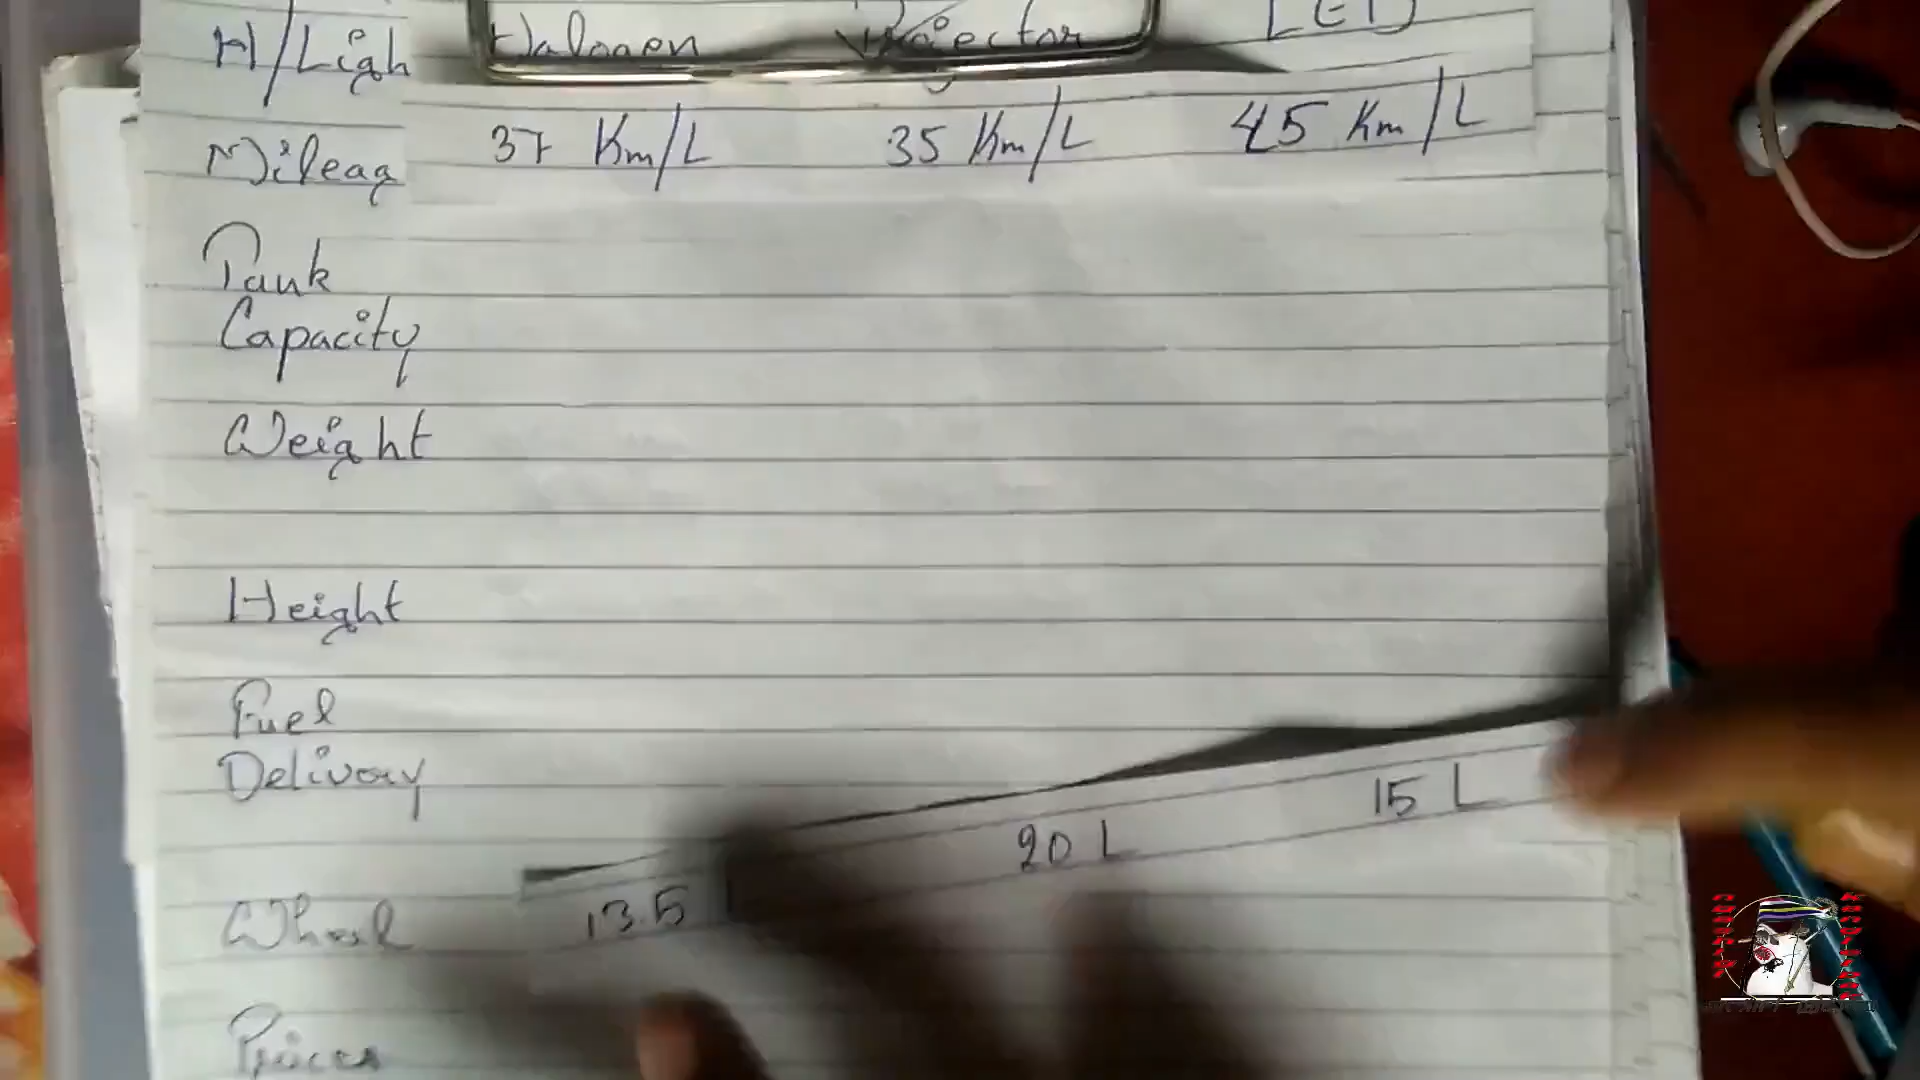 H/Ligh Halogen Projector LED
Mileag 37 Km/L 35 Km/L 45 Km/L
Tank
Capacity
Weight
Height
Fuel
Delivery
13.5 L 20 L 15 L
Wheel
Prices